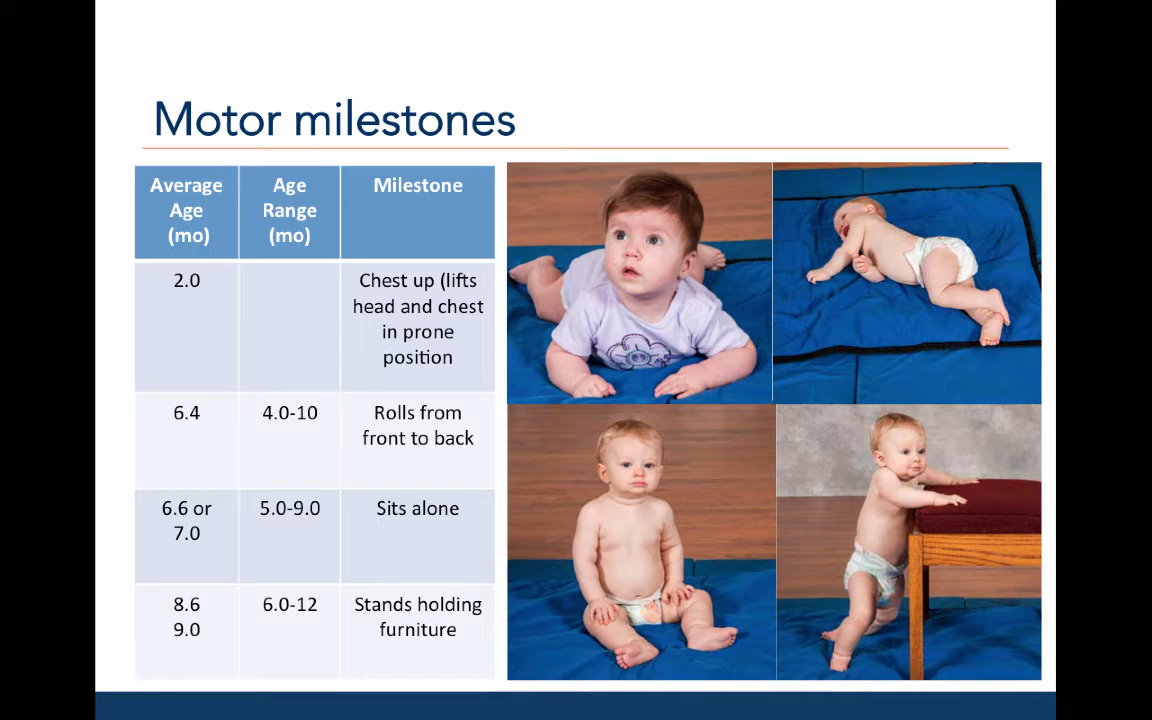 Motor milestones
Average
Age
(mo)
Age
Range
(mo)
Milestone
2.0
Chest up (lifts
head and chest
in prone
position
6.4
4.0-10
Rolls from
front to back
6.6 or
7.0
5.0-9.0
Sits alone
8.6
9.0
6.0-12
Stands holding
furniture